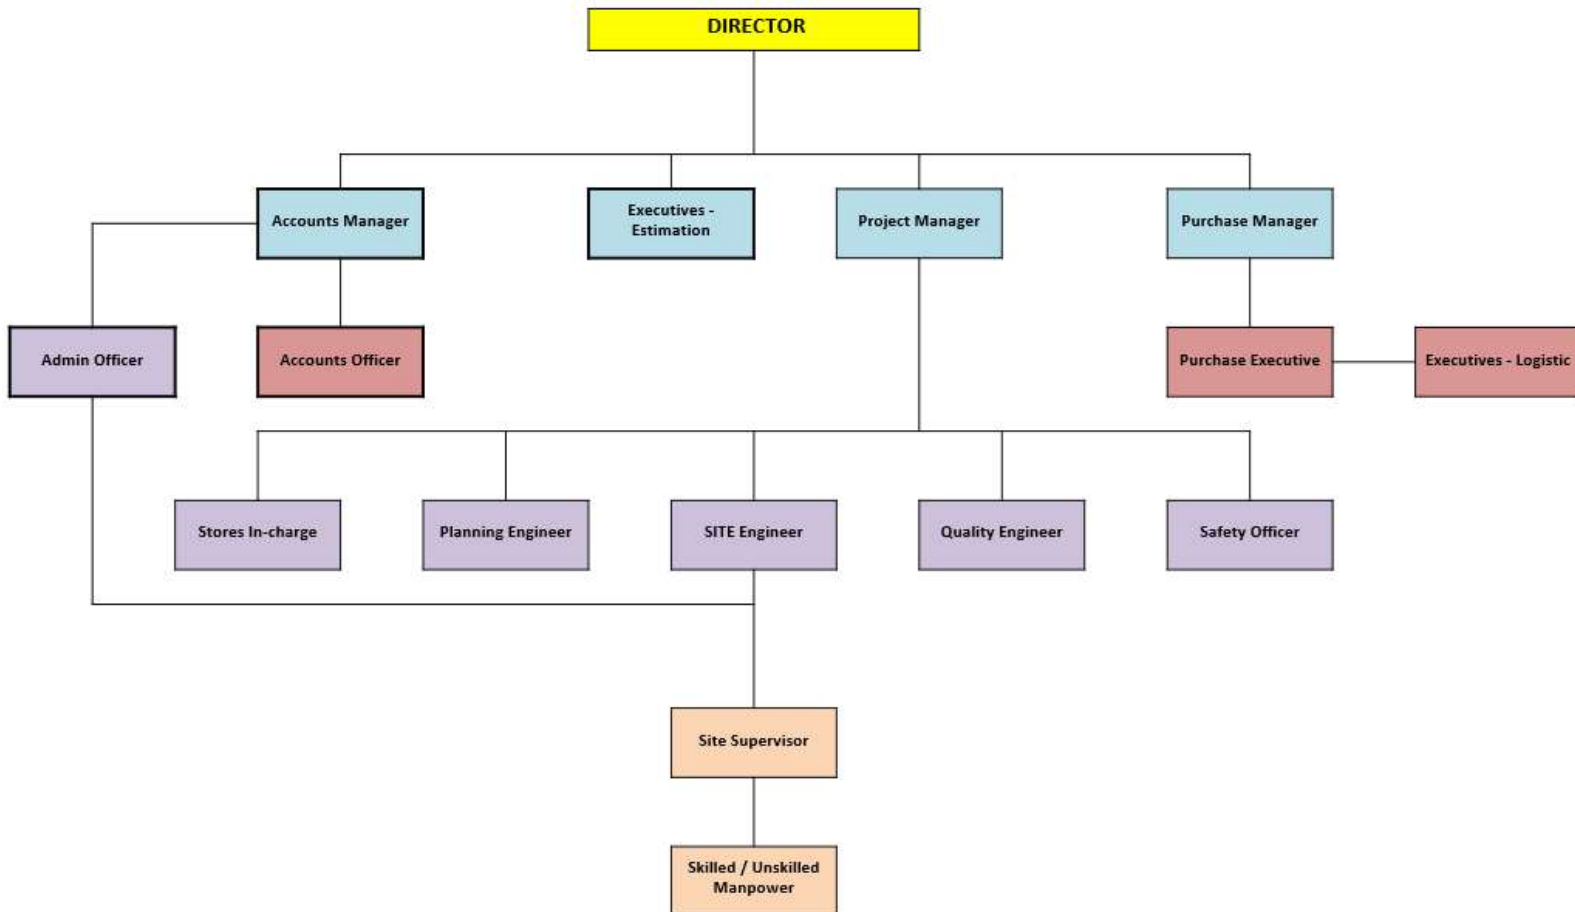 DIRECTOR
Accounts Manager
Executives -
Estimation
Project Manager
Purchase Manager
Admin Officer
Accounts Officer
Purchase Executive
Executives - Logistic
Stores In-charge
Planning Engineer
SITE Engineer
Quality Engineer
Safety Officer
Site Supervisor
Skilled / Unskilled
Manpower